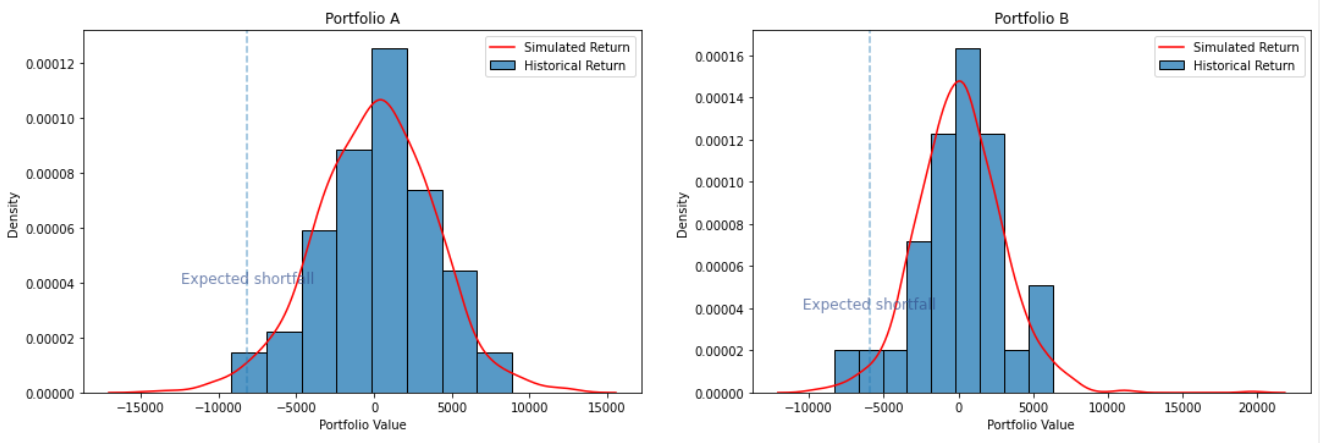 Portfolio A
Simulated Return
Historical Return
0.00012
0.00010
0.00008
0.00006
0.00004
0.00002
0.00000
Density
Expected shortfall
−15000 −10000 −5000 0 5000 10000 15000
Portfolio Value
Portfolio B
Simulated Return
Historical Return
0.00016
0.00014
0.00012
0.00010
0.00008
0.00006
0.00004
0.00002
0.00000
Density
Expected shortfall
−10000 −5000 0 5000 10000 15000 20000
Portfolio Value